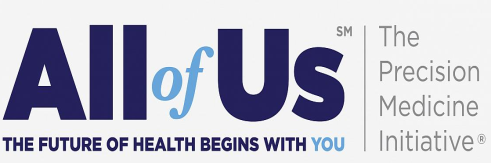 All of Us℠
THE FUTURE OF HEALTH BEGINS WITH YOU
The
Precision
Medicine
Initiative®